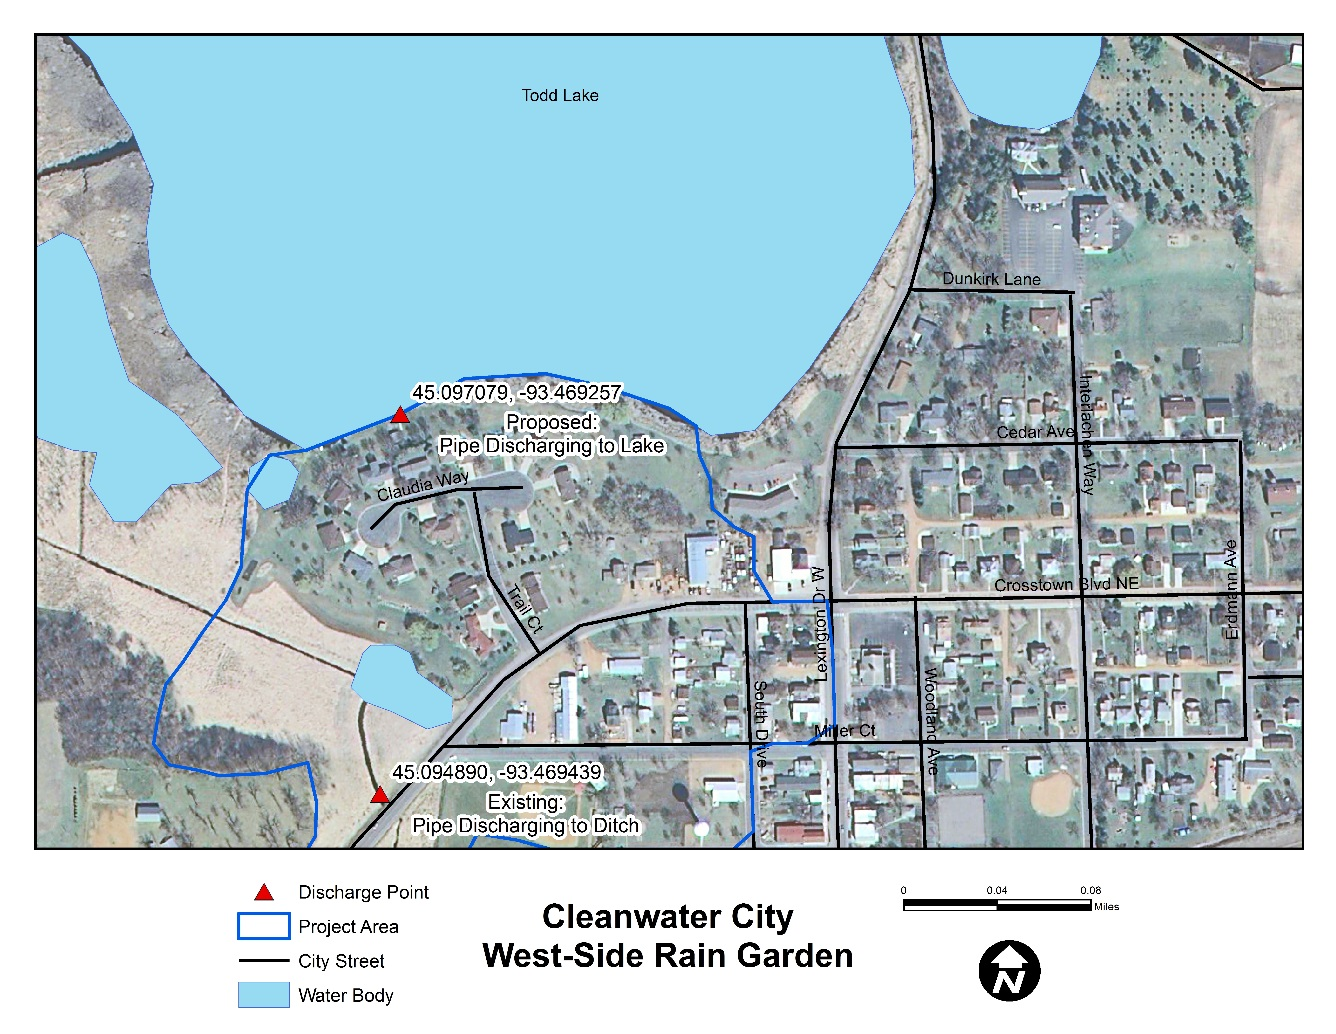 Todd Lake
Dunkirk Lane
45.097079, -93.469257
Proposed:
Pipe Discharging to Lake
Interlachen Way
Cedar Ave
Claudia Way
Trail Ct
Crosstown Blvd NE
Erdmann Ave
Lexington Dr W
South Drive
Woodland Ave
Miller Ct
45.094890, -93.469439
Existing:
Pipe Discharging to Ditch
Discharge Point
Project Area
City Street
Water Body
Cleanwater City
West-Side Rain Garden
0 0.04 0.08
Miles
N